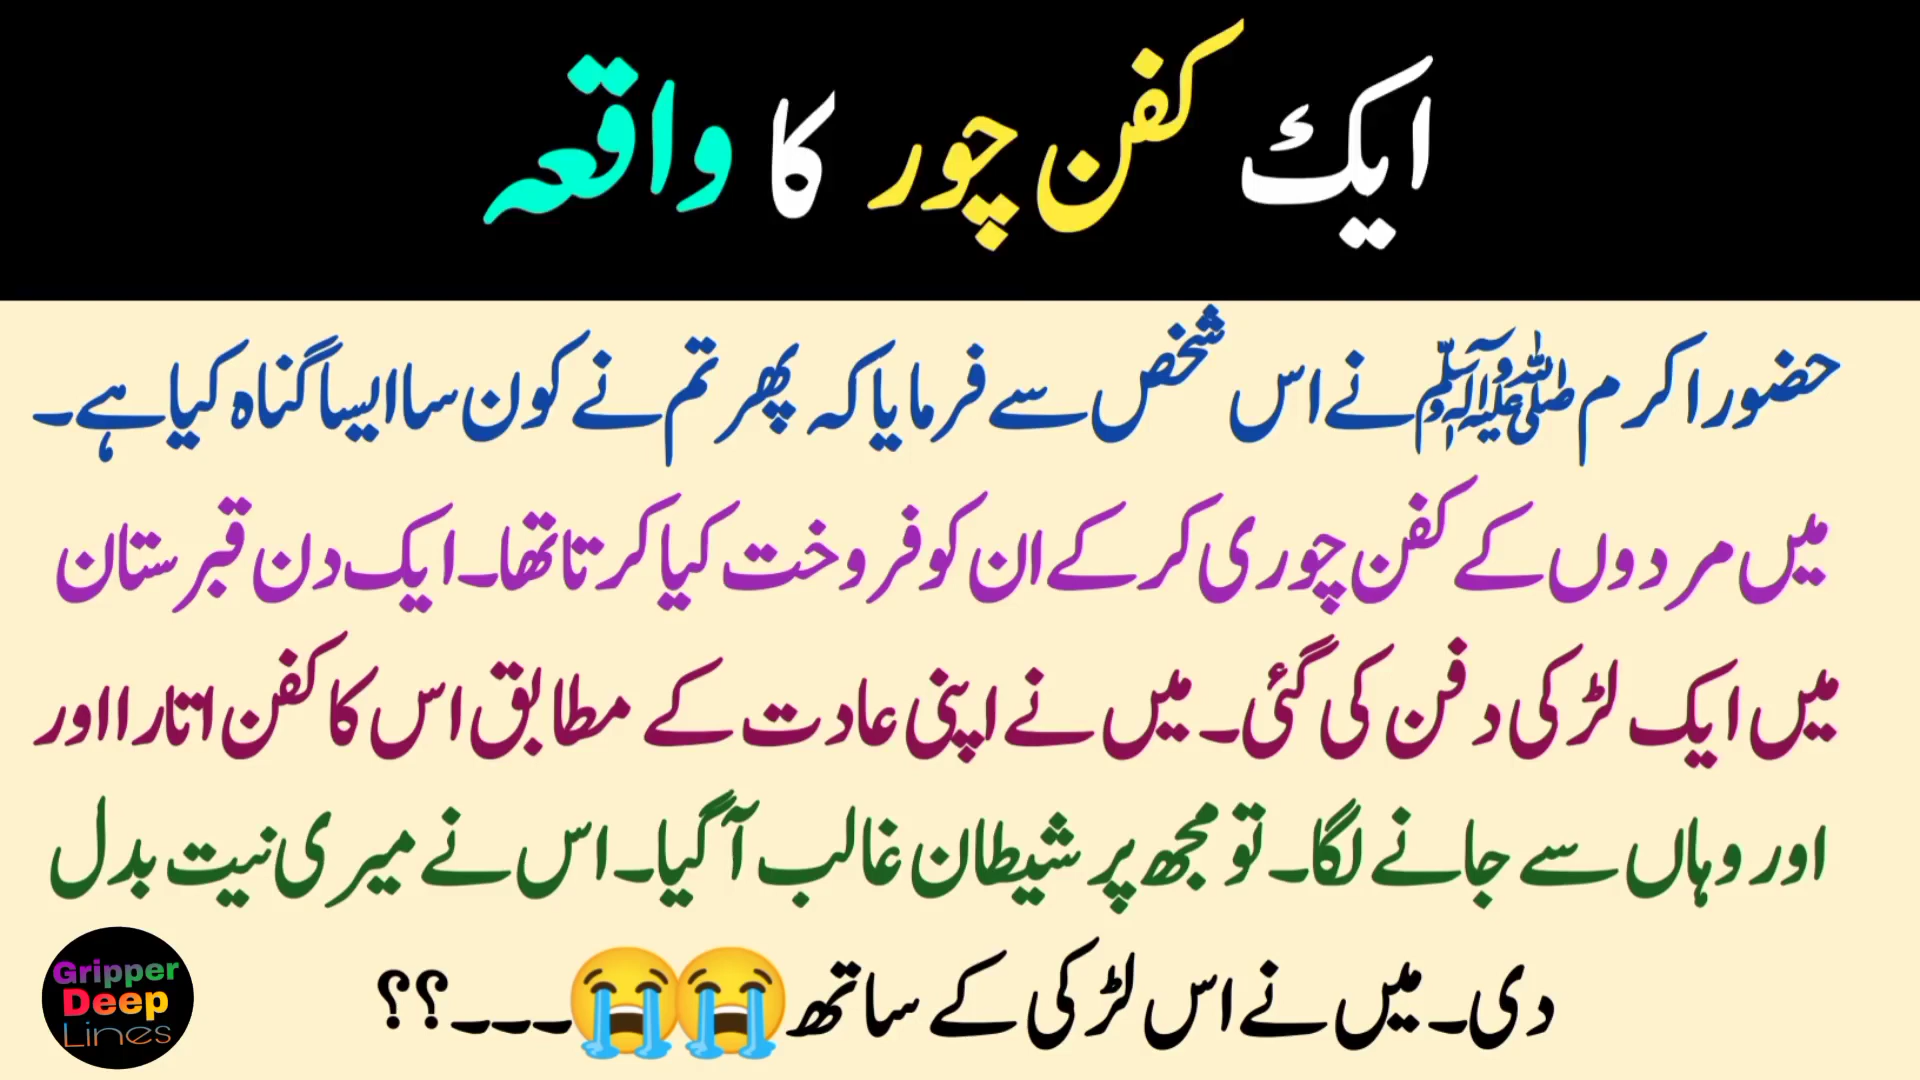 ایک کفن چور کا واقعہ
حضور اکرم ﷺ نے اس شخص سے فرمایا کہ پھر تم نے کون سا ایسا گناہ کیا ہے۔
میں مردوں کے کفن چوری کر کے ان کو فروخت کیا کرتا تھا۔ ایک دن قبرستان
میں ایک لڑکی دفن کی گئی۔ میں نے اپنی عادت کے مطابق اس کا کفن اتارا اور
اور وہاں سے جانے لگا۔ تو مجھ پر شیطان غالب آگیا۔ اس نے میری نیت بدل
دی۔ میں نے اس لڑکی کے ساتھ 😭😭۔۔۔؟؟
Gripper
Deep
Lines